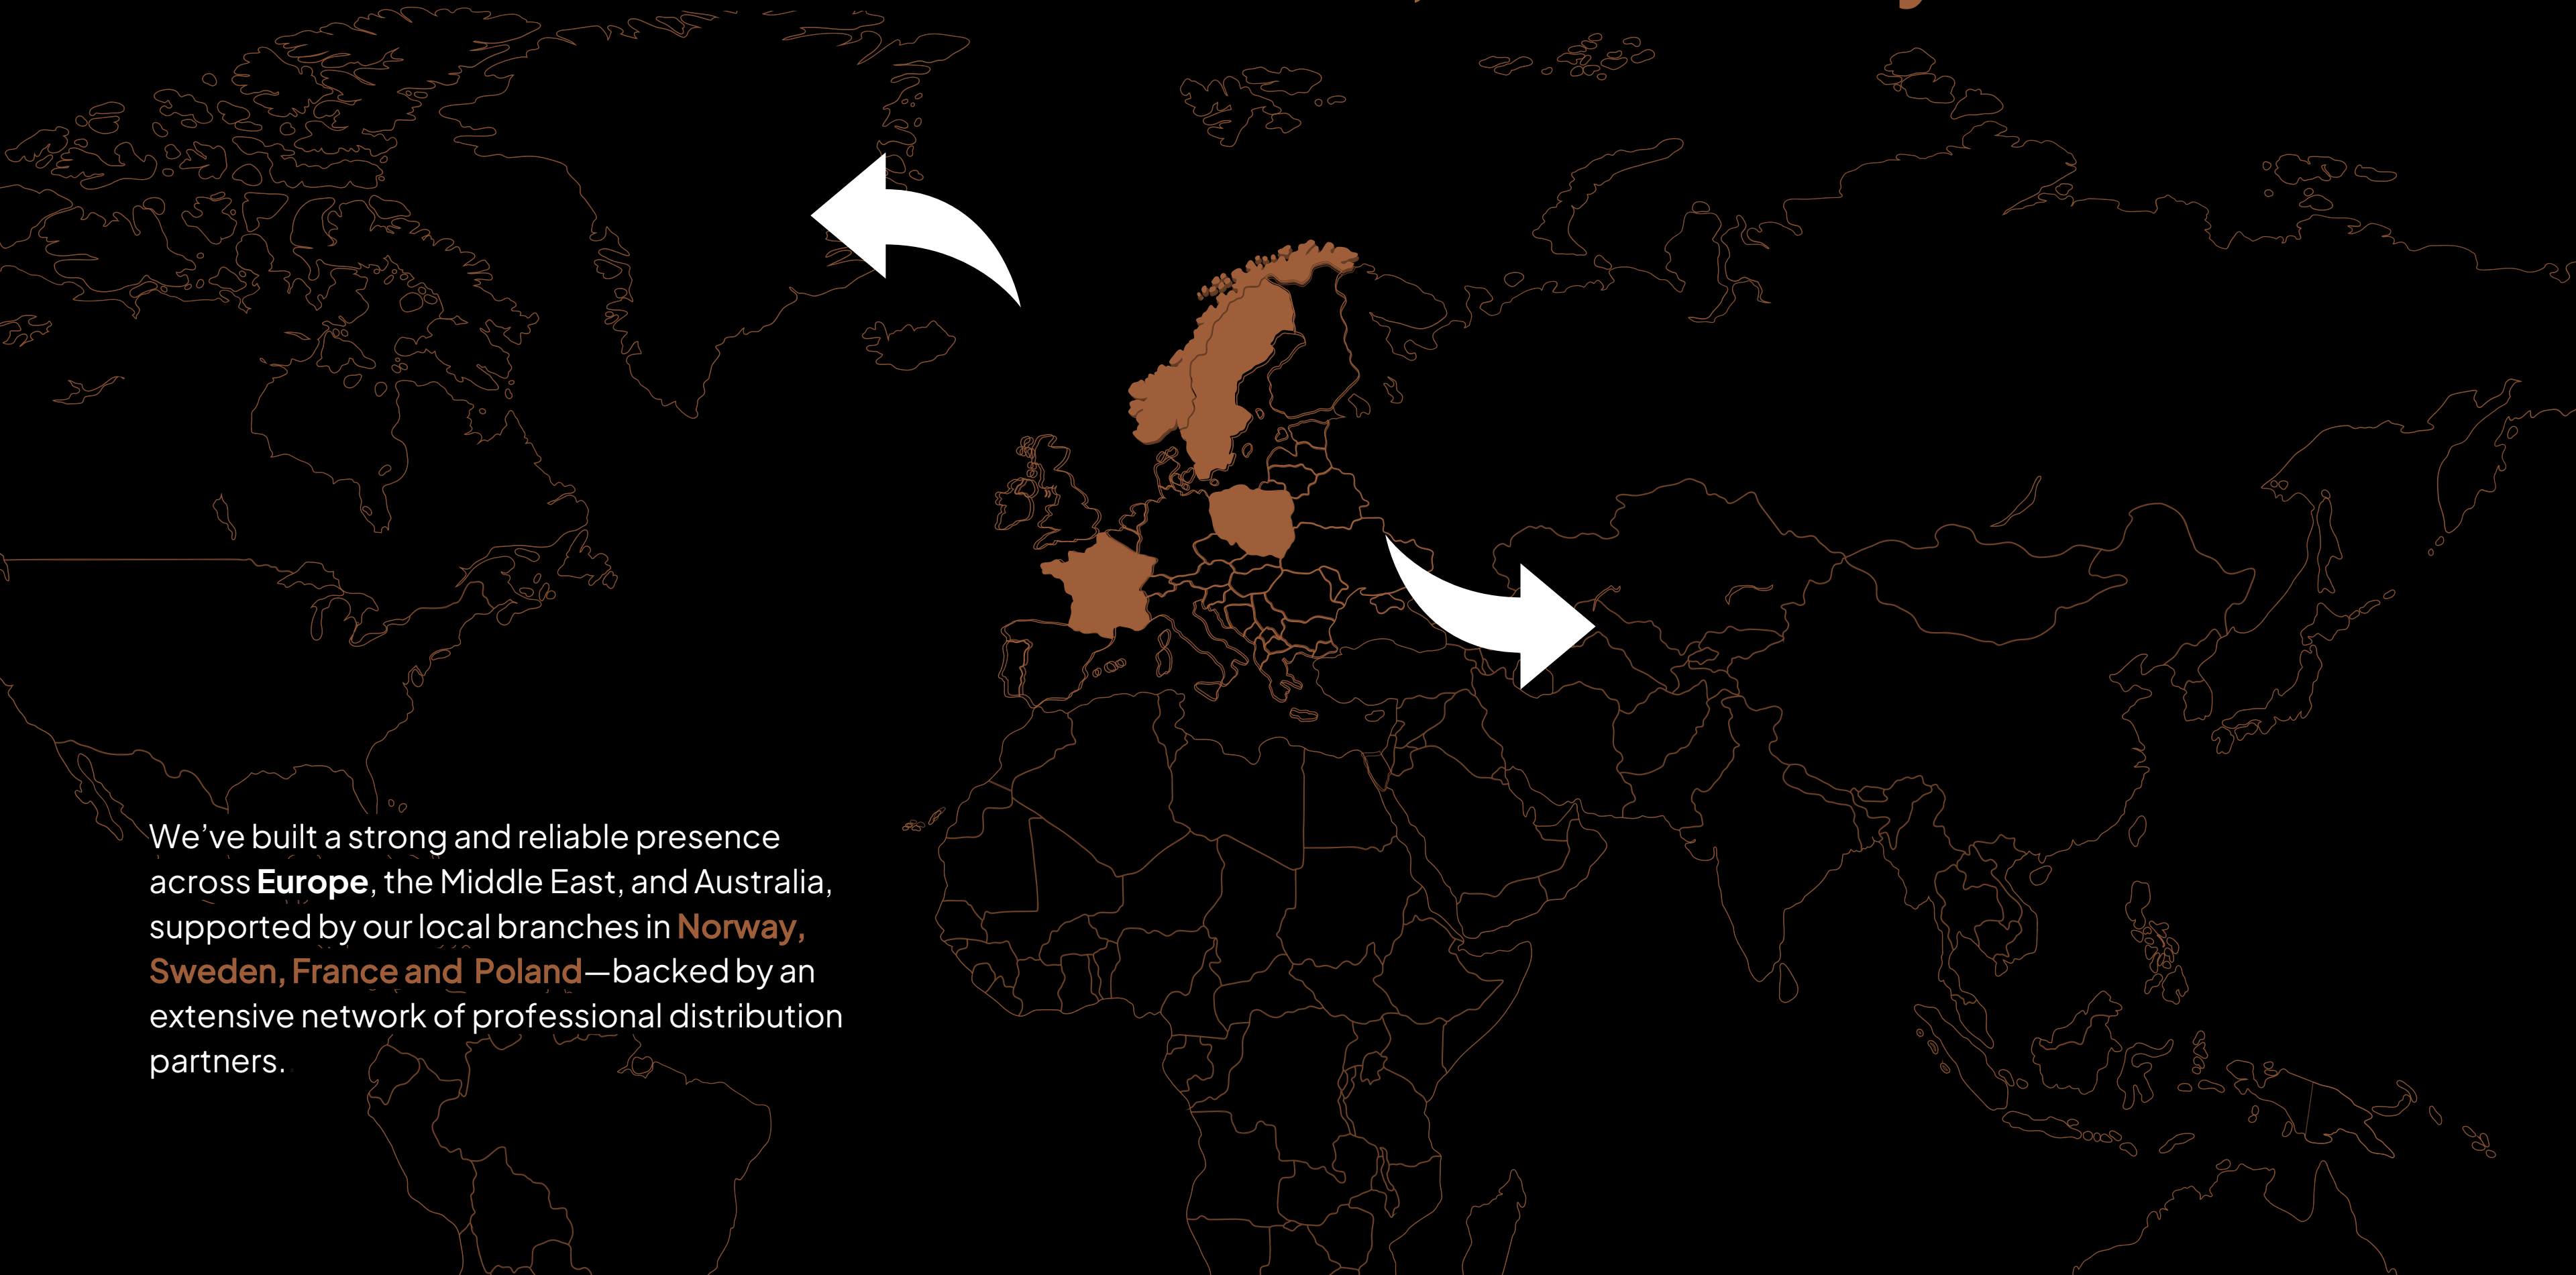 We’ve built a strong and reliable presence
across Europe, the Middle East, and Australia,
supported by our local branches in Norway,
Sweden, France and Poland—backed by an
extensive network of professional distribution
partners.